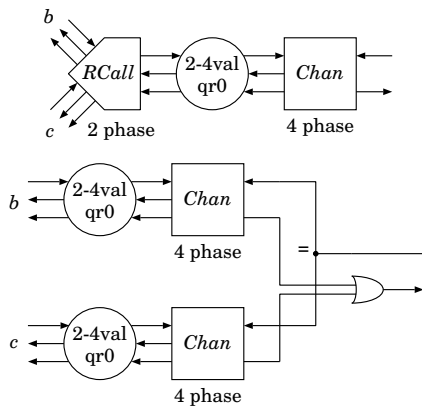 b
RCall
2-4val
qr0
Chan
c
2 phase
4 phase
b
2-4val
qr0
Chan
4 phase
=
c
2-4val
qr0
Chan
4 phase